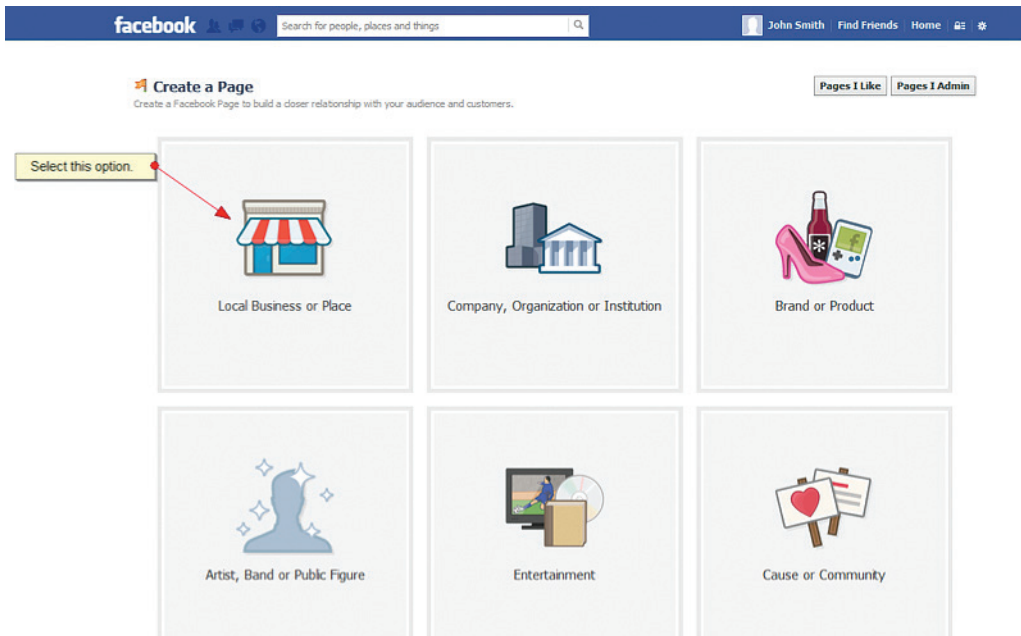 facebook Search for people, places and things John Smith Find Friends Home
Create a Page
Create a Facebook Page to build a closer relationship with your audience and customers.
Pages I Like Pages I Admin
Select this option.
Local Business or Place Company, Organization or Institution Brand or Product
Artist, Band or Public Figure Entertainment Cause or Community